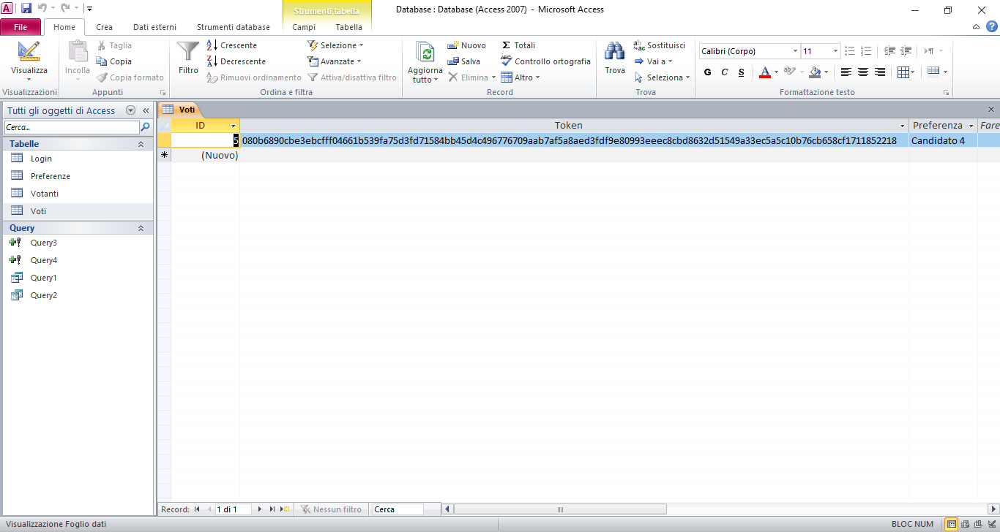 Strumenti tabella
Database : Database (Access 2007) - Microsoft Access
File Home Crea Dati esterni Strumenti database Campi Tabella
Visualizza
Visualizzazioni
Incolla
Taglia
Copia
Copia formato
Appunti
Filtro
Crescente
Decrescente
Rimuovi ordinamento
Selezione
Avanzate
Attiva/disattiva filtro
Ordina e filtra
Aggiorna
tutto
Nuovo
Salva
Elimina
Totali
Controllo ortografia
Altro
Record
Trova
Sostituisci
Vai a
Seleziona
Trova
Calibri (Corpo) 11
G C S
Formattazione testo
Tutti gli oggetti di Access
Cerca...
Tabelle
Login
Preferenze
Votanti
Voti
Query
Query3
Query4
Query1
Query2
Voti
ID Token Preferenza Fare
5 080b6890cbe3ebcfff04661b539fa75d3fd71584bb45d4c496776709aab7af5a8aed3fdf9e80993eeec8cbd8632d51549a33ec5a5c10b76cb658cf1711852218 Candidato 4
(Nuovo)
Record: 1 di 1 Nessun filtro Cerca
Visualizzazione Foglio dati BLOC NUM